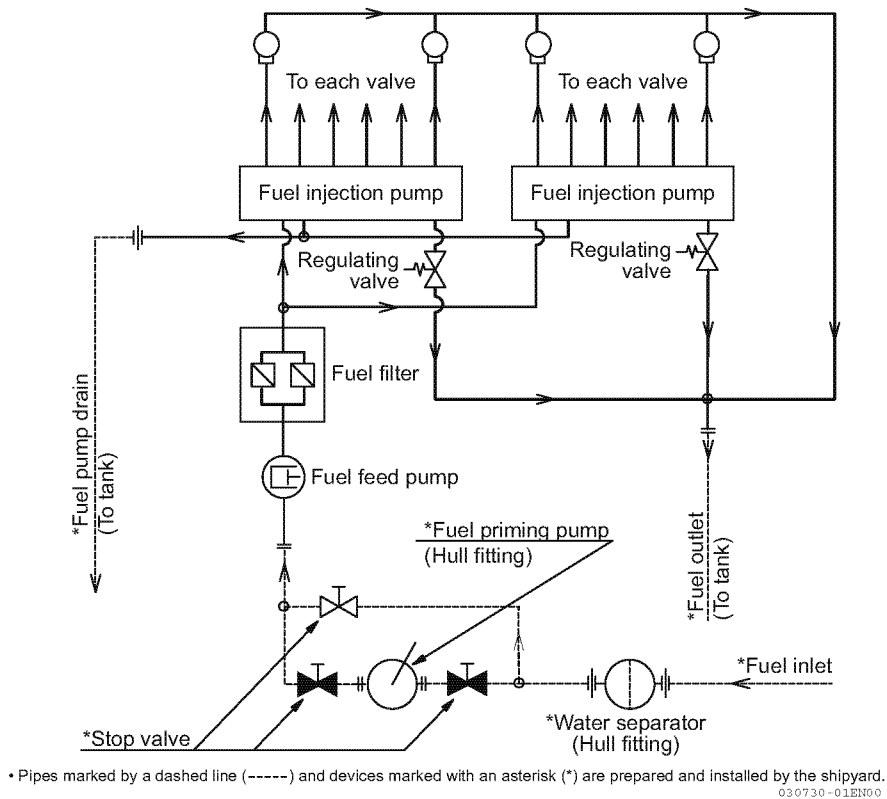 To each valve
To each valve
Fuel injection pump
Fuel injection pump
Regulating
valve
Regulating
valve
Fuel filter
*Fuel pump drain
(To tank)
Fuel feed pump
*Fuel priming pump
(Hull fitting)
*Fuel outlet
(To tank)
*Fuel inlet
*Water separator
(Hull fitting)
*Stop valve
• Pipes marked by a dashed line (-----) and devices marked with an asterisk (*) are prepared and installed by the shipyard.
030730-01EN00